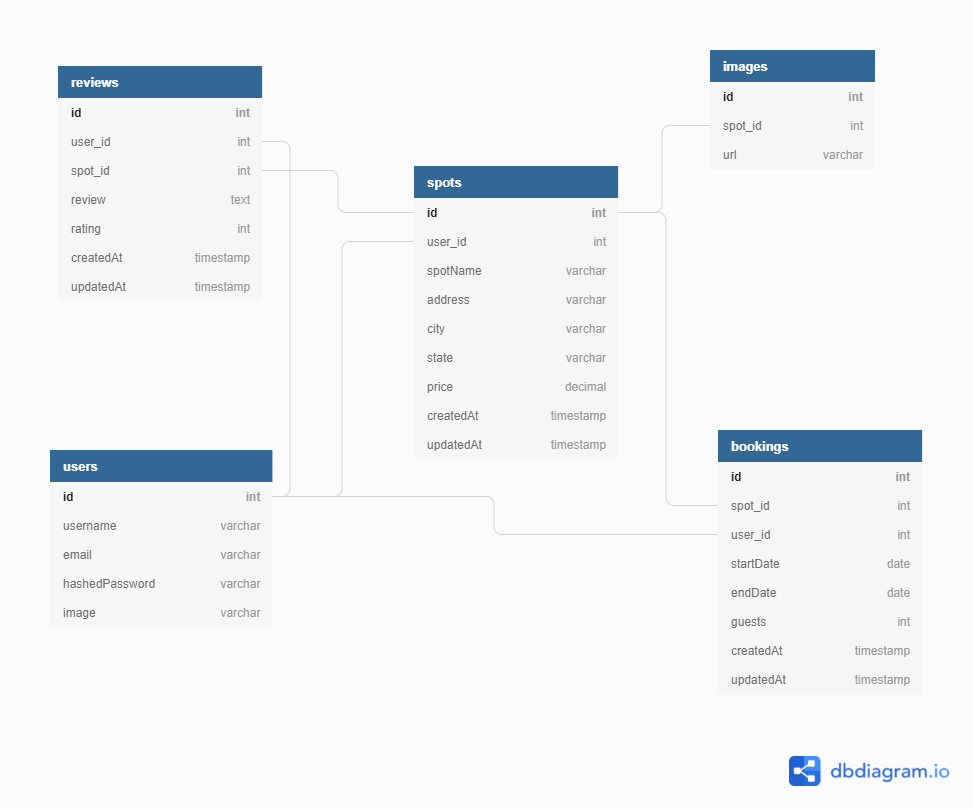 reviews
id int
user_id int
spot_id int
review text
rating int
createdAt timestamp
updatedAt timestamp
images
id int
spot_id int
url varchar
spots
id int
user_id int
spotName varchar
address varchar
city varchar
state varchar
price decimal
createdAt timestamp
updatedAt timestamp
users
id int
username varchar
email varchar
hashedPassword varchar
image varchar
bookings
id int
spot_id int
user_id int
startDate date
endDate date
guests int
createdAt timestamp
updatedAt timestamp
dbdiagram.io